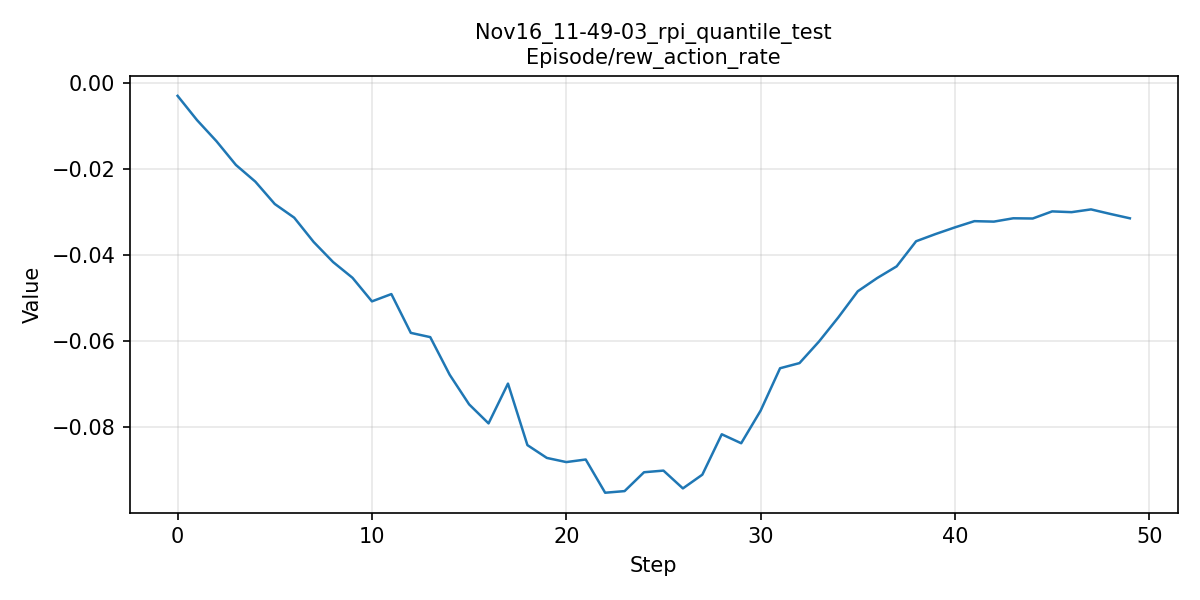 Nov16_11-49-03_rpi_quantile_test
Episode/rew_action_rate
Value
0.00
−0.02
−0.04
−0.06
−0.08
0 10 20 30 40 50
Step